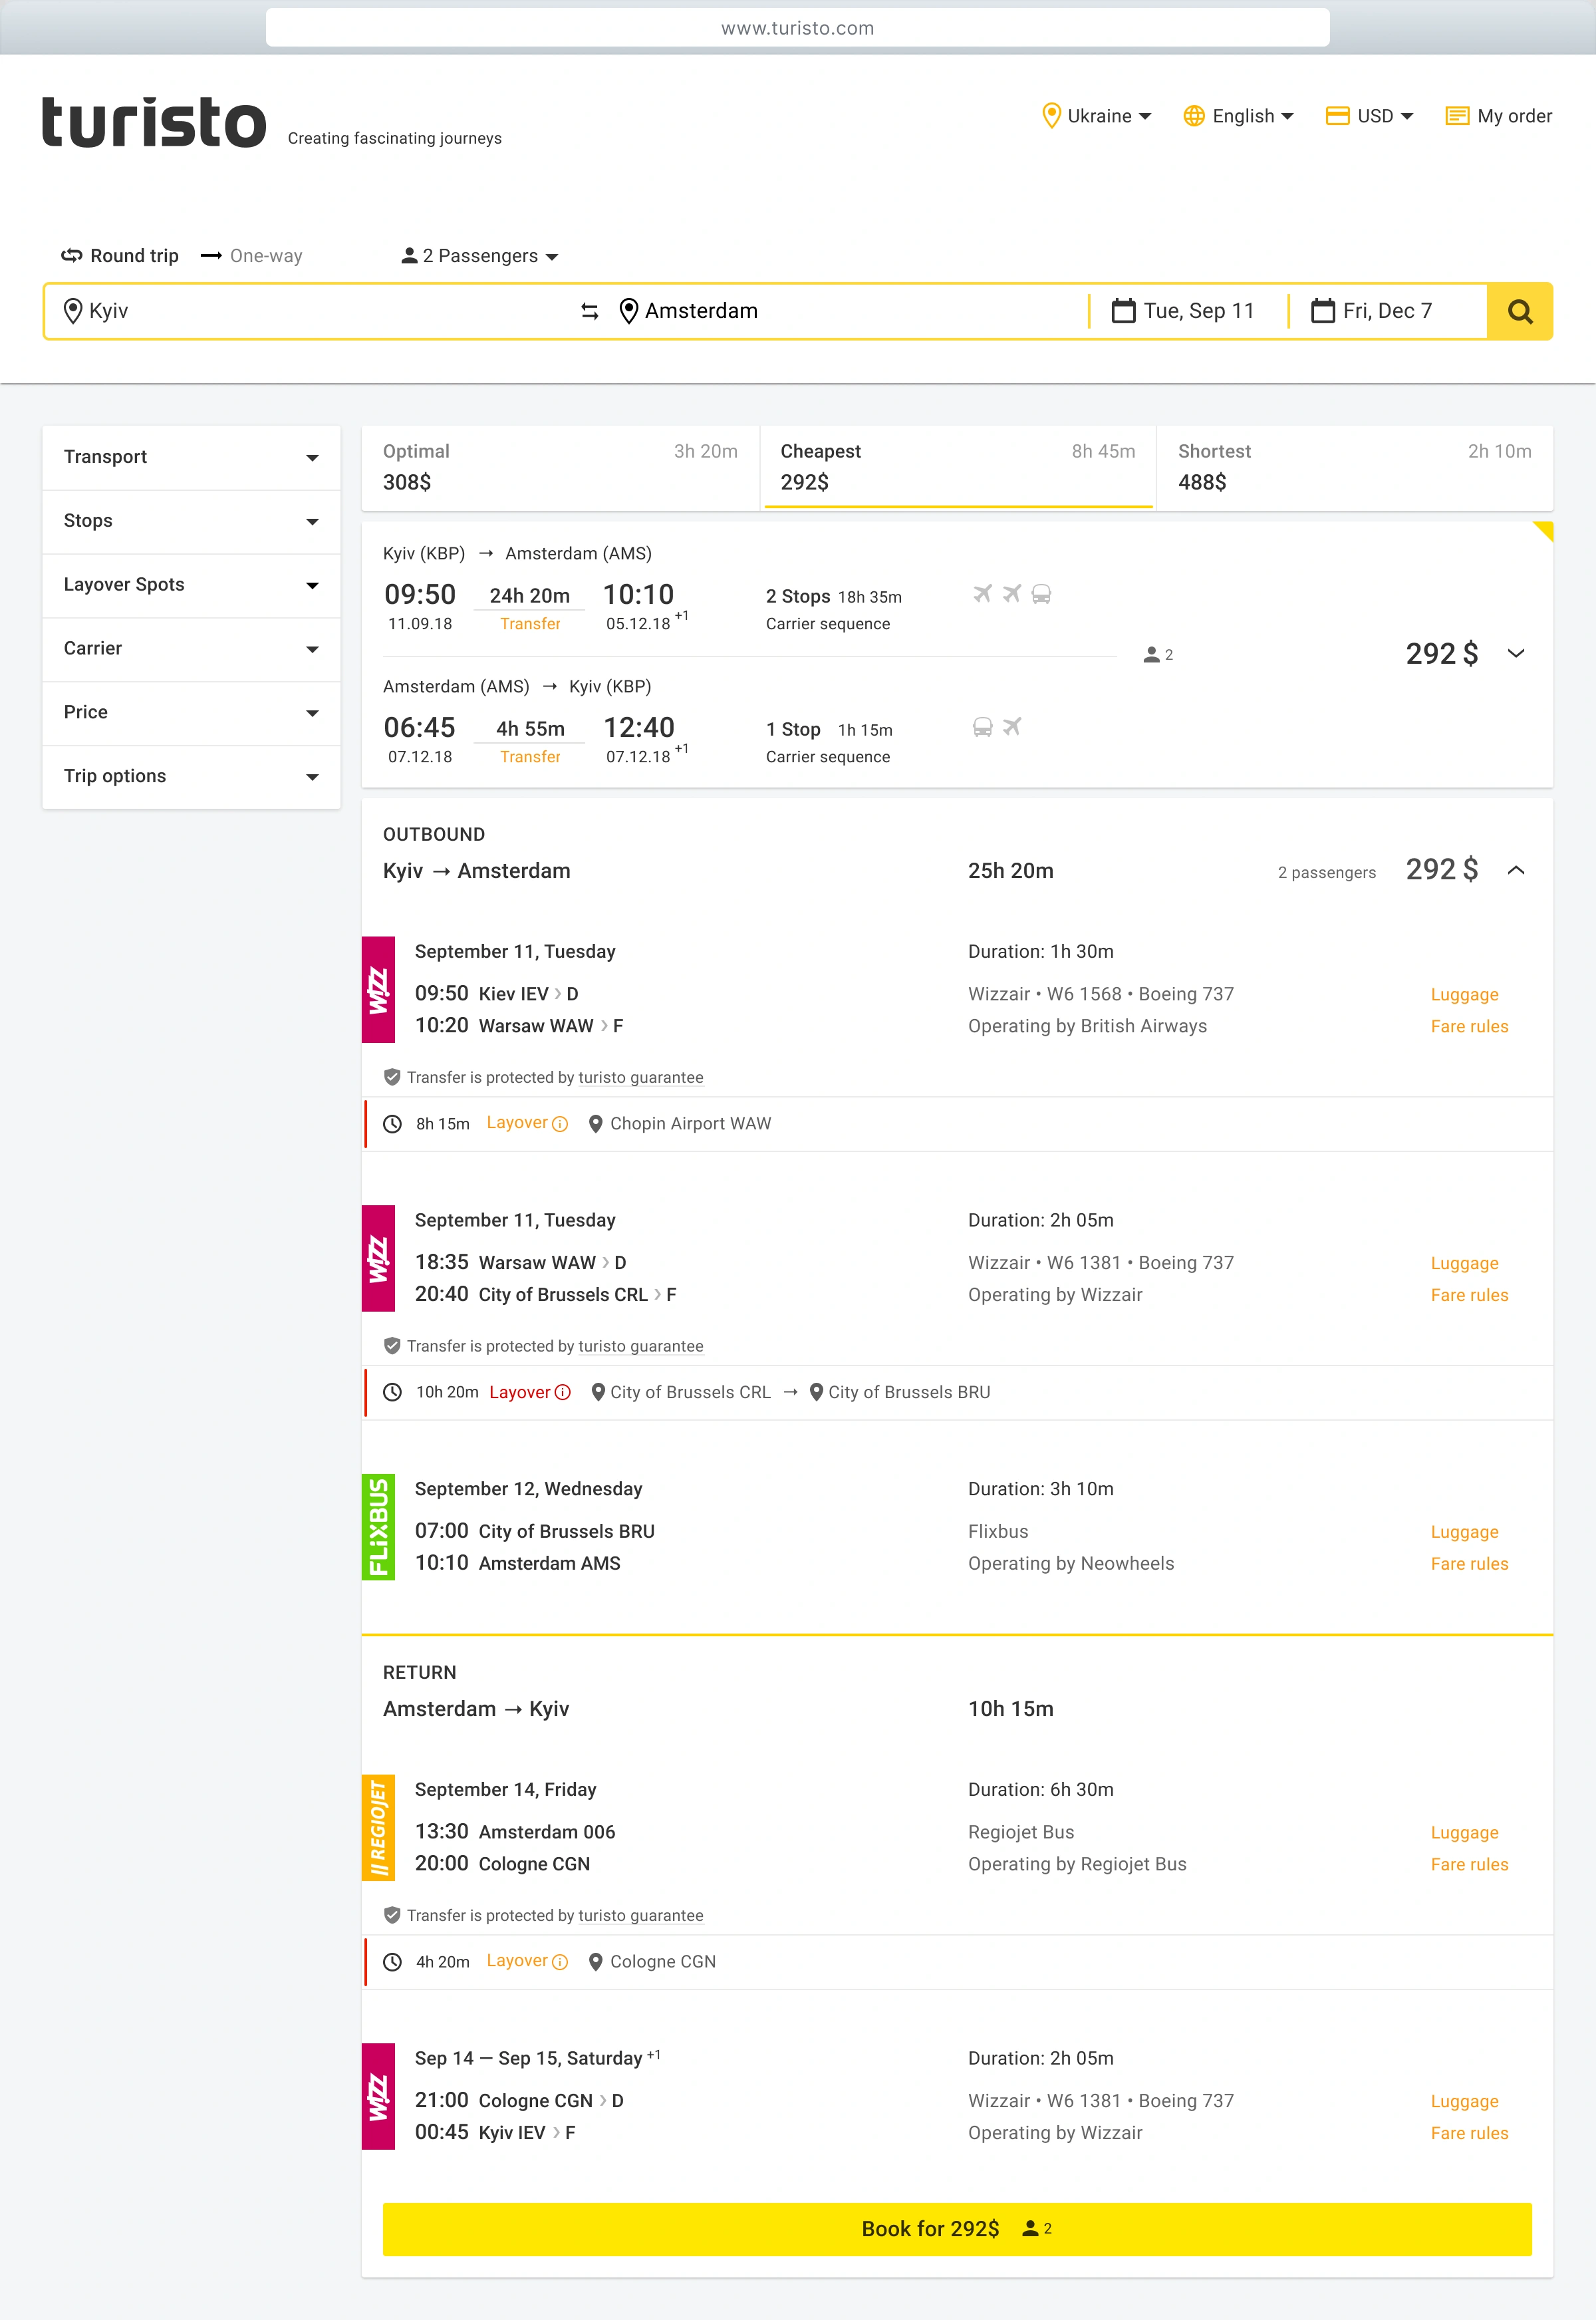 www.turisto.com
turisto Creating fascinating journeys
Ukraine English USD My order
Round trip One-way 2 Passengers
Kyiv Amsterdam Tue, Sep 11 Fri, Dec 7
Transport
Stops
Layover Spots
Carrier
Price
Trip options
Optimal 3h 20m
308$
Cheapest 8h 45m
292$
Shortest 2h 10m
488$
Kyiv (KBP) → Amsterdam (AMS)
09:50 24h 20m 10:10 2 Stops 18h 35m
11.09.18 Transfer 05.12.18 +1 Carrier sequence
2 292 $
Amsterdam (AMS) → Kyiv (KBP)
06:45 4h 55m 12:40 1 Stop 1h 15m
07.12.18 Transfer 07.12.18 +1 Carrier sequence
OUTBOUND
Kyiv → Amsterdam 25h 20m 2 passengers 292 $
WIZZ
September 11, Tuesday Duration: 1h 30m
09:50 Kiev IEV > D Wizzair • W6 1568 • Boeing 737 Luggage
10:20 Warsaw WAW > F Operating by British Airways Fare rules
Transfer is protected by turisto guarantee
8h 15m Layover Chopin Airport WAW
WIZZ
September 11, Tuesday Duration: 2h 05m
18:35 Warsaw WAW > D Wizzair • W6 1381 • Boeing 737 Luggage
20:40 City of Brussels CRL > F Operating by Wizzair Fare rules
Transfer is protected by turisto guarantee
10h 20m Layover City of Brussels CRL → City of Brussels BRU
FLiXBUS
September 12, Wednesday Duration: 3h 10m
07:00 City of Brussels BRU Flixbus Luggage
10:10 Amsterdam AMS Operating by Neowheels Fare rules
RETURN
Amsterdam → Kyiv 10h 15m
REGIOJET
September 14, Friday Duration: 6h 30m
13:30 Amsterdam 006 Regiojet Bus Luggage
20:00 Cologne CGN Operating by Regiojet Bus Fare rules
Transfer is protected by turisto guarantee
4h 20m Layover Cologne CGN
WIZZ
Sep 14 — Sep 15, Saturday +1 Duration: 2h 05m
21:00 Cologne CGN > D Wizzair • W6 1381 • Boeing 737 Luggage
00:45 Kyiv IEV > F Operating by Wizzair Fare rules
Book for 292$ 2